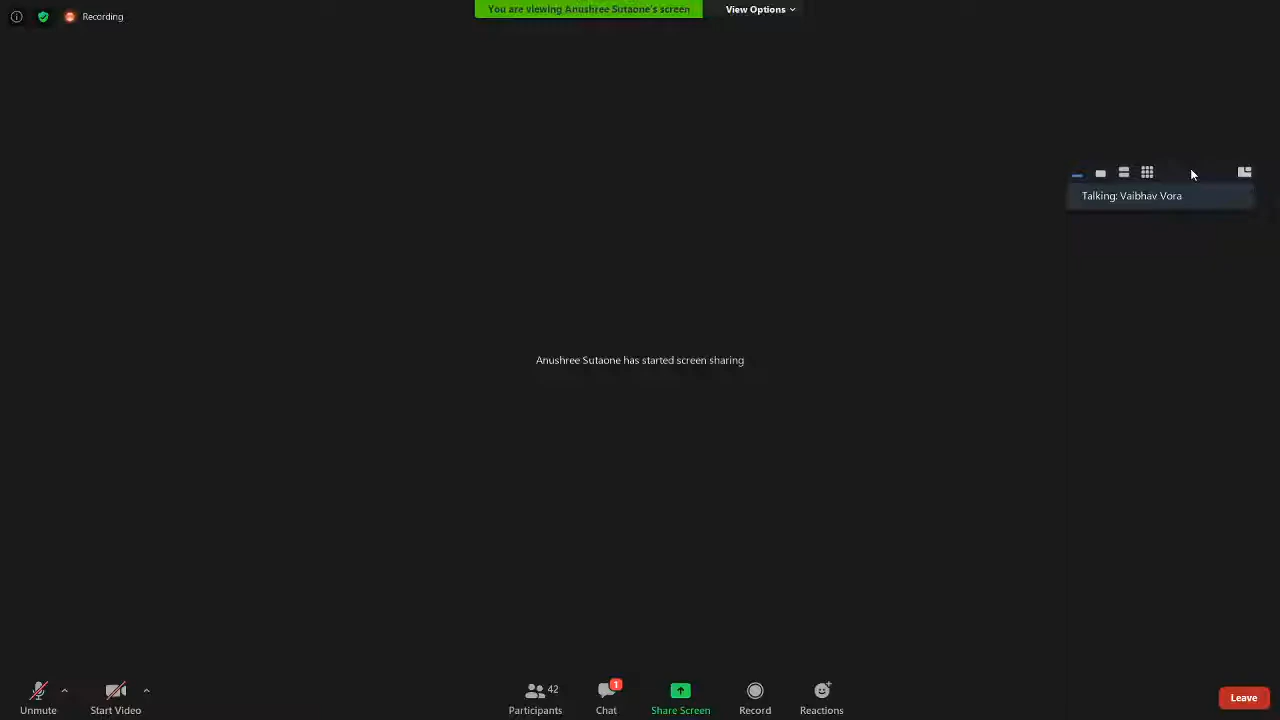 Recording
You are viewing Anushree Sutaone's screen
View Options
Talking: Vaibhav Vora
Anushree Sutaone has started screen sharing
Unmute
Start Video
42
Participants
1
Chat
Share Screen
Record
Reactions
Leave